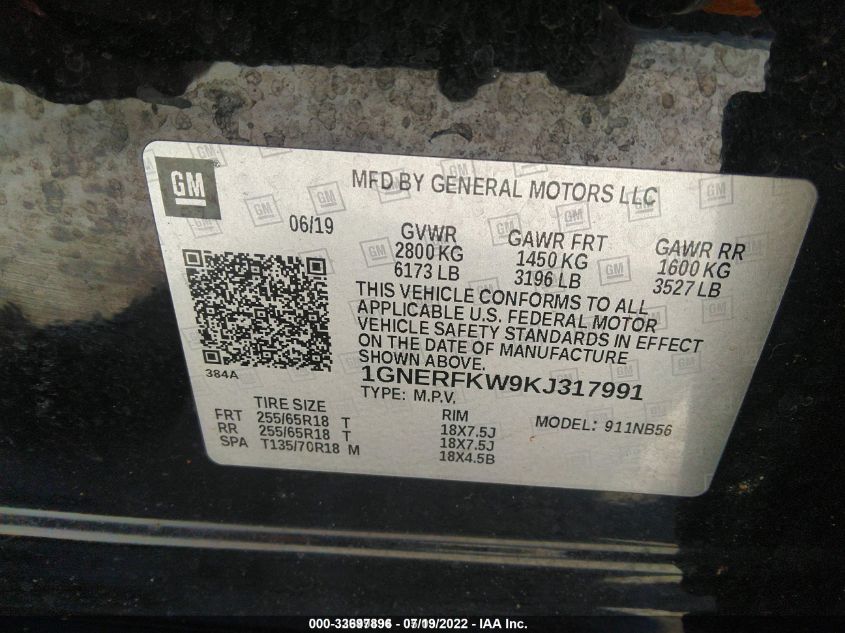 GM
MFD BY GENERAL MOTORS LLC
06/19
GVWR
2800 KG
6173 LB
GAWR FRT
1450 KG
3196 LB
GAWR RR
1600 KG
3527 LB
THIS VEHICLE CONFORMS TO ALL
APPLICABLE U.S. FEDERAL MOTOR
VEHICLE SAFETY STANDARDS IN EFFECT
ON THE DATE OF MANUFACTURE
SHOWN ABOVE.
384A
1GNERFKW9KJ317991
TYPE: M.P.V.
MODEL: 911NB56
TIRE SIZE RIM
FRT 255/65R18 T 18X7.5J
RR 255/65R18 T 18X7.5J
SPA T135/70R18 M 18X4.5B
000-33697896 - 07/19/2022 - IAA Inc.